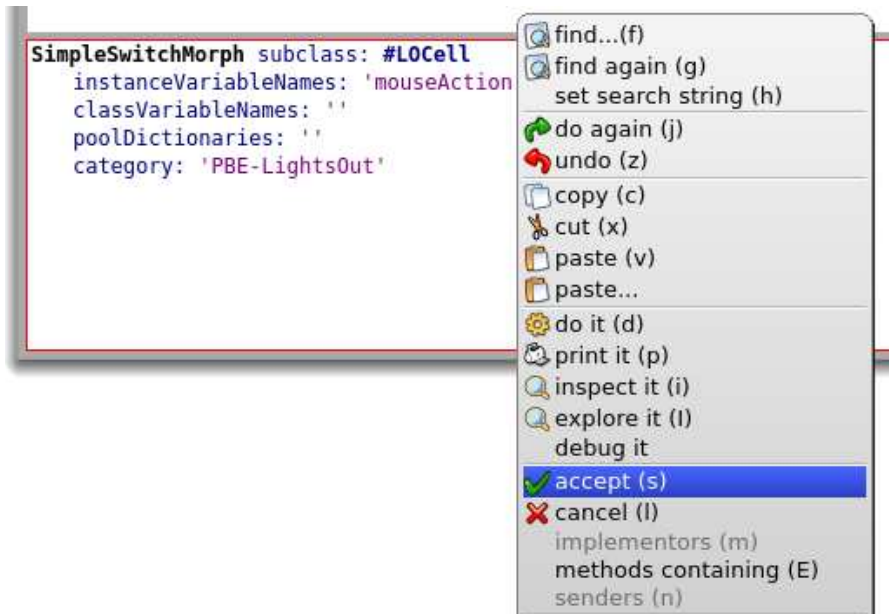 SimpleSwitchMorph subclass: #LOCell
instanceVariableNames: 'mouseAction
classVariableNames: ''
poolDictionaries: ''
category: 'PBE-LightsOut'
find...(f)
find again (g)
set search string (h)
do again (j)
undo (z)
copy (c)
cut (x)
paste (v)
paste...
do it (d)
print it (p)
inspect it (i)
explore it (I)
debug it
accept (s)
cancel (l)
implementors (m)
methods containing (E)
senders (n)